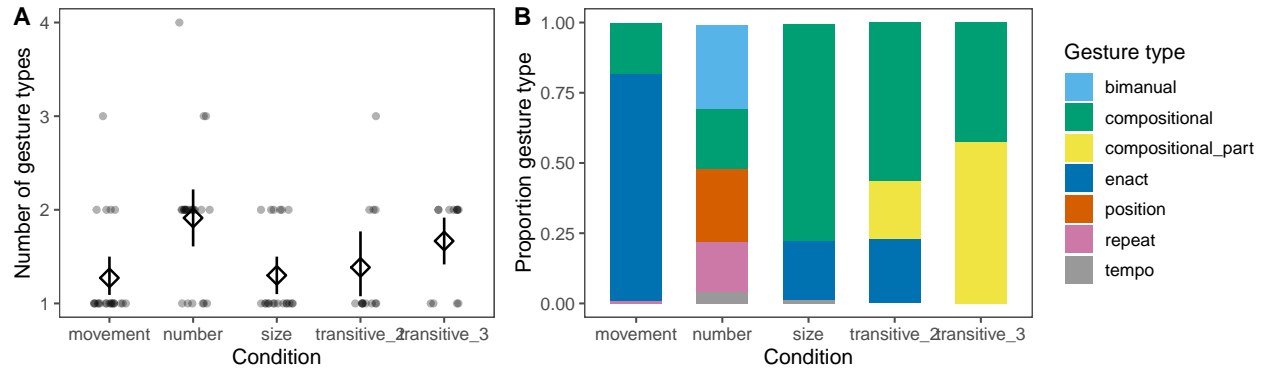 A
4
3
2
1
Number of gesture types
movement number size transitive_2 transitive_3
Condition
B
1.00
0.75
0.50
0.25
0.00
Proportion gesture type
movement number size transitive_2 transitive_3
Condition
Gesture type
bimanual
compositional
compositional_part
enact
position
repeat
tempo